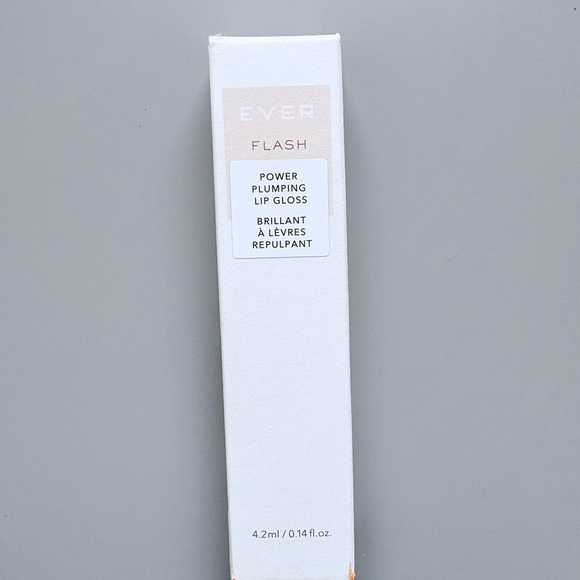 EVER
FLASH
POWER
PLUMPING
LIP GLOSS
BRILLANT
À LÈVRES
REPULPANT
4.2ml / 0.14 fl.oz.